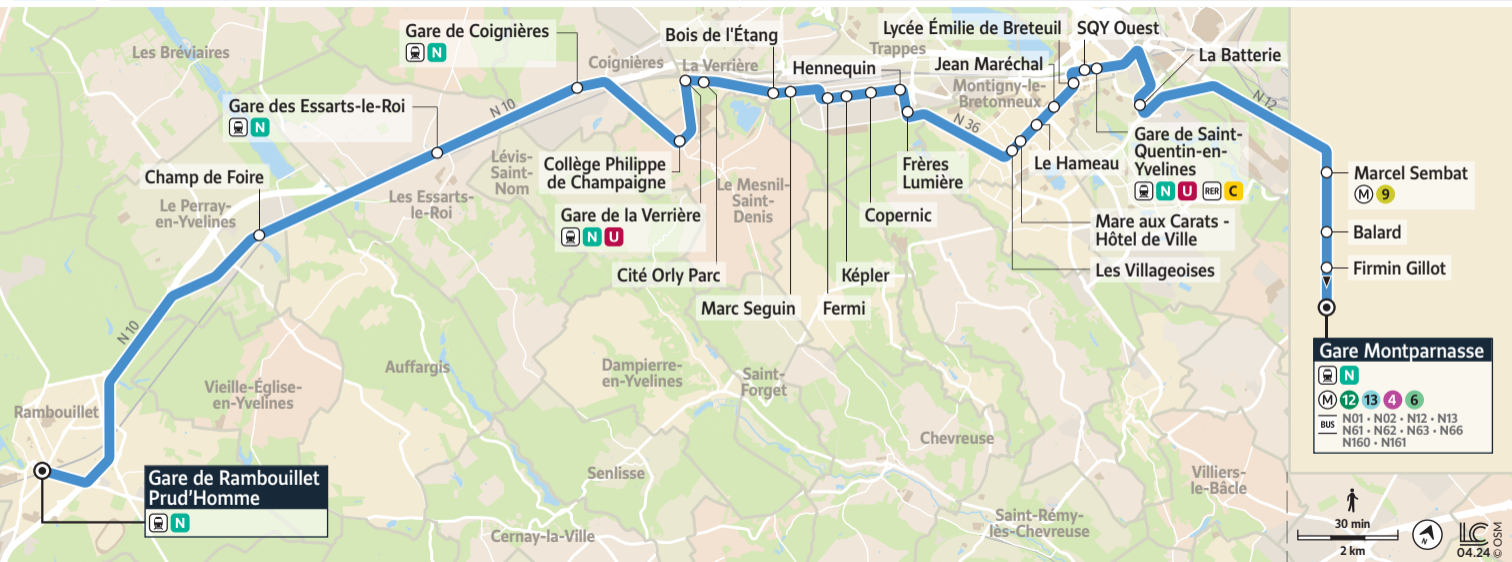 Les Bréviaires
Gare de Coignières
N
Coignières
Bois de l'Étang
La Verrière
Trappes
Lycée Émilie de Breteuil
SQY Ouest
Hennequin
Jean Maréchal
La Batterie
Montigny-le-
Bretonneux
N 12
Gare des Essarts-le-Roi
N
N 10
N 36
Gare de Saint-
Quentin-en-
Yvelines
N U RER C
Lévis-
Saint-
Nom
Collège Philippe
de Champaigne
Le Mesnil-
Saint-
Denis
Frères
Lumière
Le Hameau
Marcel Sembat
M 9
Champ de Foire
Le Perray-
en-Yvelines
Les Essarts-
le-Roi
Gare de la Verrière
N U
Copernic
Mare aux Carats -
Hôtel de Ville
Balard
Cité Orly Parc
Képler
Les Villageoises
Firmin Gillot
Marc Seguin
Fermi
N 10
Gare Montparnasse
N
M 12 13 4 6
BUS
N01 • N02 • N12 • N13
N61 • N62 • N63 • N66
N160 • N161
Auffargis
Dampierre-
en-Yvelines
Saint-
Forget
Vieille-Église-
en-Yvelines
Rambouillet
Chevreuse
Gare de Rambouillet
Prud'Homme
N
Senlisse
Villiers-
le-Bâcle
Cernay-la-Ville
Saint-Rémy-
lès-Chevreuse
30 min
2 km
N
LC
04.24
© OSM